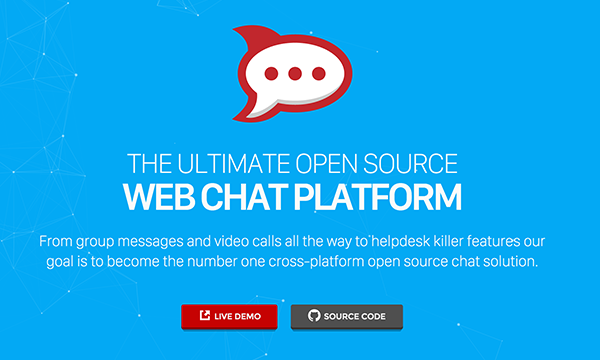 THE ULTIMATE OPEN SOURCE
WEB CHAT PLATFORM
From group messages and video calls all the way to helpdesk killer features our
goal is to become the number one cross-platform open source chat solution.
LIVE DEMO
SOURCE CODE